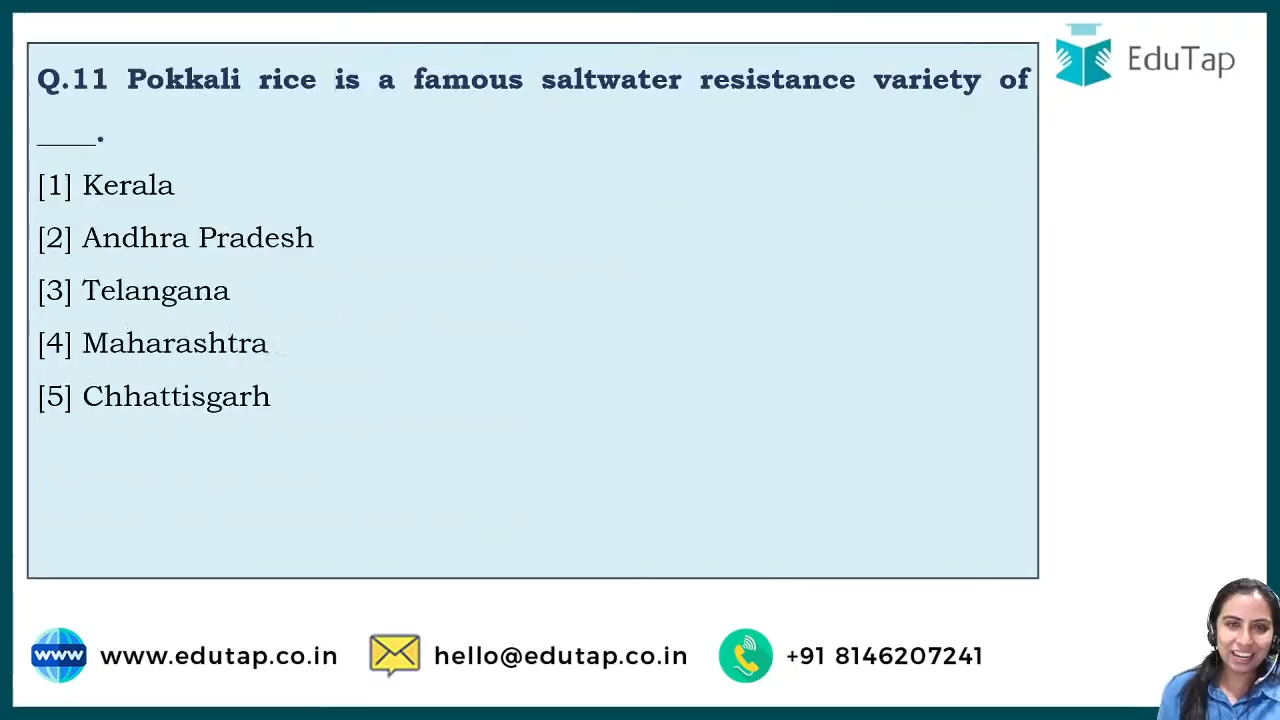 Q.11 Pokkali rice is a famous saltwater resistance variety of
____.
[1] Kerala
[2] Andhra Pradesh
[3] Telangana
[4] Maharashtra
[5] Chhattisgarh
EduTap
www www.edutap.co.in hello@edutap.co.in +91 8146207241